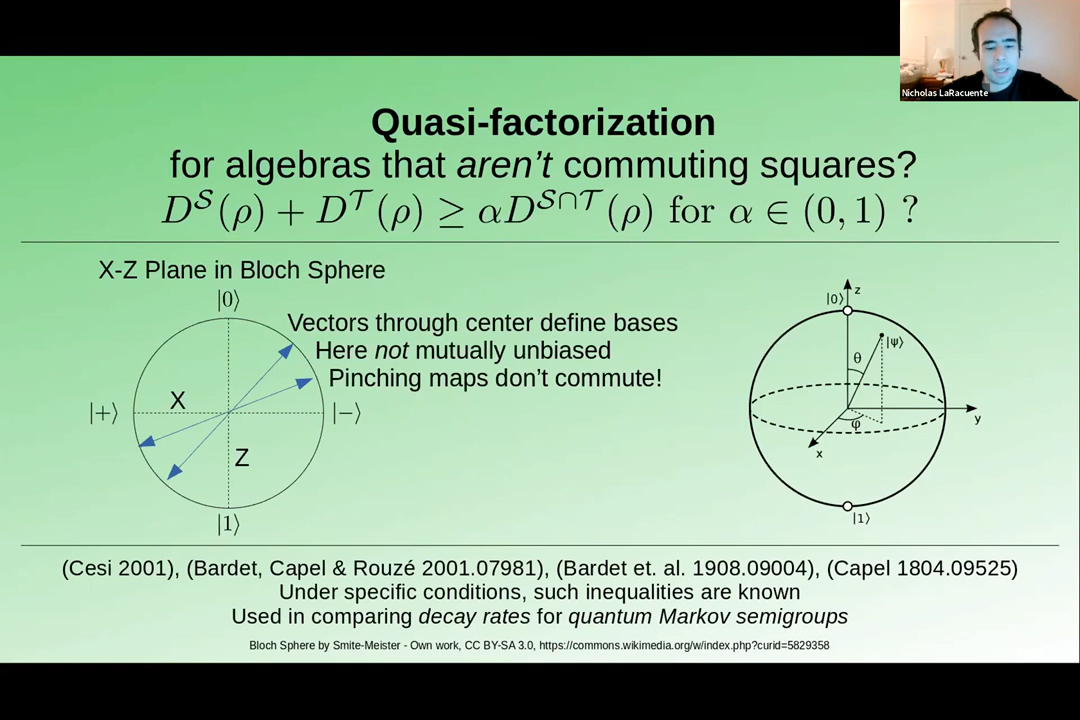 Nicholas LaRacuente
Quasi-factorization
for algebras that aren't commuting squares?
D^𝒮(ρ) + D^𝒯(ρ) ≥ αD^{𝒮∩𝒯}(ρ) for α ∈ (0, 1) ?
X-Z Plane in Bloch Sphere
|0⟩
Vectors through center define bases
Here not mutually unbiased
Pinching maps don't commute!
X
|+⟩
|−⟩
Z
|1⟩
|0⟩
z
|ψ⟩
θ
φ
y
x
|1⟩
(Cesi 2001), (Bardet, Capel & Rouzé 2001.07981), (Bardet et. al. 1908.09004), (Capel 1804.09525)
Under specific conditions, such inequalities are known
Used in comparing decay rates for quantum Markov semigroups
Bloch Sphere by Smite-Meister - Own work, CC BY-SA 3.0, https://commons.wikimedia.org/w/index.php?curid=5829358